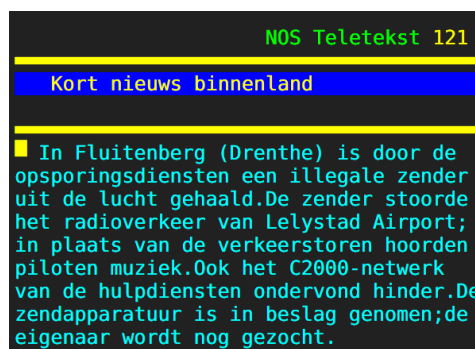 NOS Teletekst 121
Kort nieuws binnenland
In Fluitenberg (Drenthe) is door de
opsporingsdiensten een illegale zender
uit de lucht gehaald.De zender stoorde
het radioverkeer van Lelystad Airport;
in plaats van de verkeerstoren hoorden
piloten muziek.Ook het C2000-netwerk
van de hulpdiensten ondervond hinder.De
zendapparatuur is in beslag genomen;de
eigenaar wordt nog gezocht.